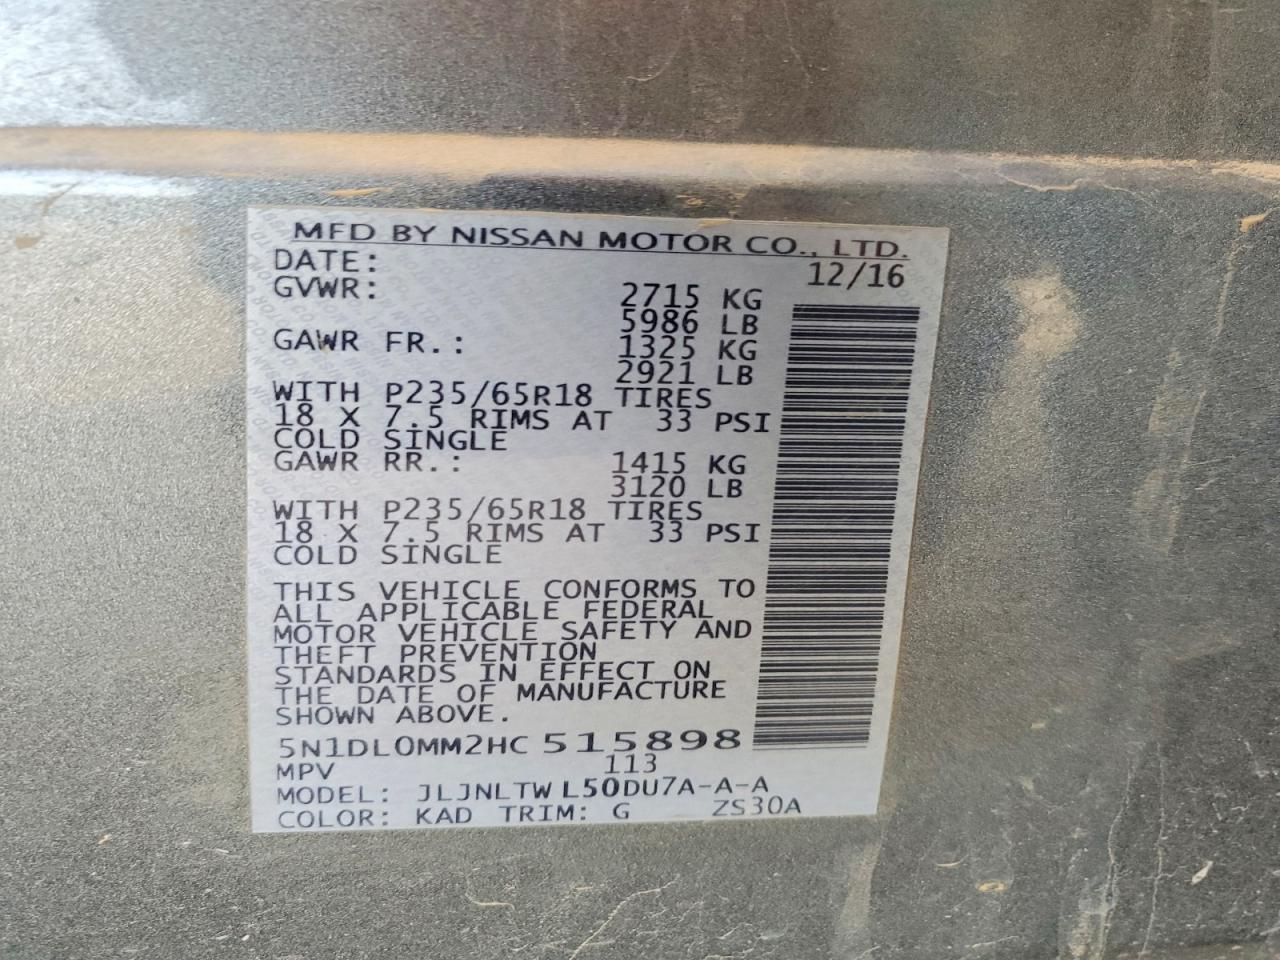 MFD BY NISSAN MOTOR CO., LTD.
DATE: 12/16
GVWR: 2715 KG
5986 LB
GAWR FR.: 1325 KG
2921 LB
WITH P235/65R18 TIRES
18 X 7.5 RIMS AT 33 PSI
COLD SINGLE
GAWR RR.: 1415 KG
3120 LB
WITH P235/65R18 TIRES
18 X 7.5 RIMS AT 33 PSI
COLD SINGLE
THIS VEHICLE CONFORMS TO
ALL APPLICABLE FEDERAL
MOTOR VEHICLE SAFETY AND
THEFT PREVENTION
STANDARDS IN EFFECT ON
THE DATE OF MANUFACTURE
SHOWN ABOVE.
5N1DL0MM2HC 515898
MPV 113
MODEL: JLJNLTW L50DU7A-A-A
COLOR: KAD TRIM: G ZS30A